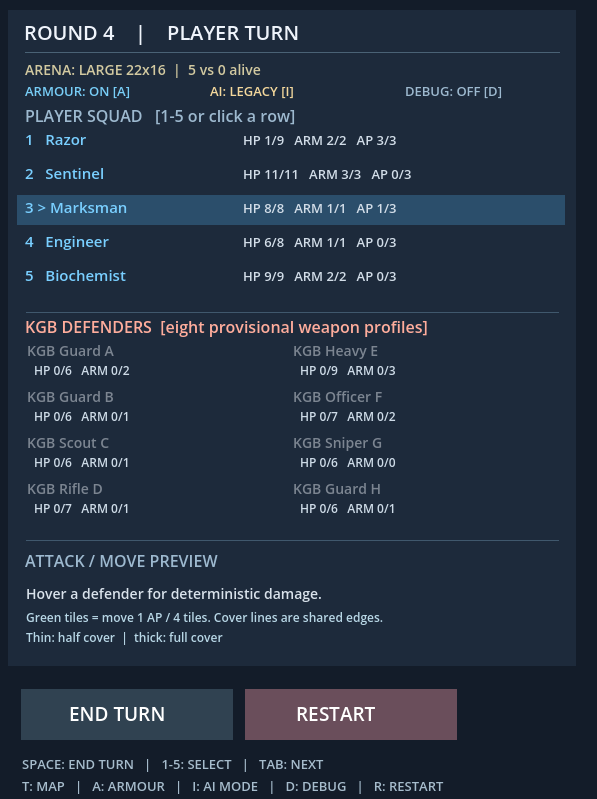 ROUND 4 | PLAYER TURN
ARENA: LARGE 22x16 | 5 vs 0 alive
ARMOUR: ON [A] AI: LEGACY [I] DEBUG: OFF [D]
PLAYER SQUAD [1-5 or click a row]
1 Razor HP 1/9 ARM 2/2 AP 3/3
2 Sentinel HP 11/11 ARM 3/3 AP 0/3
3 > Marksman HP 8/8 ARM 1/1 AP 1/3
4 Engineer HP 6/8 ARM 1/1 AP 0/3
5 Biochemist HP 9/9 ARM 2/2 AP 0/3
KGB DEFENDERS [eight provisional weapon profiles]
KGB Guard A KGB Heavy E
HP 0/6 ARM 0/2 HP 0/9 ARM 0/3
KGB Guard B KGB Officer F
HP 0/6 ARM 0/1 HP 0/7 ARM 0/2
KGB Scout C KGB Sniper G
HP 0/6 ARM 0/1 HP 0/6 ARM 0/0
KGB Rifle D KGB Guard H
HP 0/7 ARM 0/1 HP 0/6 ARM 0/1
ATTACK / MOVE PREVIEW
Hover a defender for deterministic damage.
Green tiles = move 1 AP / 4 tiles. Cover lines are shared edges.
Thin: half cover | thick: full cover
END TURN RESTART
SPACE: END TURN | 1-5: SELECT | TAB: NEXT
T: MAP | A: ARMOUR | I: AI MODE | D: DEBUG | R: RESTART